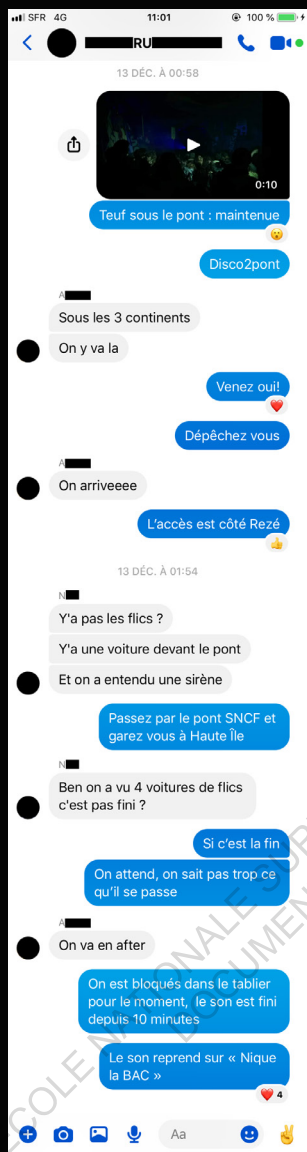 SFR 4G 11:01 100 %
RU
13 DÉC. À 00:58
0:10
Teuf sous le pont : maintenue
Disco2pont
A
Sous les 3 continents
On y va la
Venez oui!
Dépêchez vous
A
On arriveeee
L'accès est côté Rezé
13 DÉC. À 01:54
N
Y'a pas les flics ?
Y'a une voiture devant le pont
Et on a entendu une sirène
Passez par le pont SNCF et
garez vous à Haute Île
N
Ben on a vu 4 voitures de flics
c'est pas fini ?
Si c'est la fin
On attend, on sait pas trop ce
qu'il se passe
A
On va en after
On est bloqués dans le tablier
pour le moment, le son est fini
depuis 10 minutes
Le son reprend sur « Nique
la BAC »
4
Aa
ÉCOLE NATIONALE
DOCUMEN